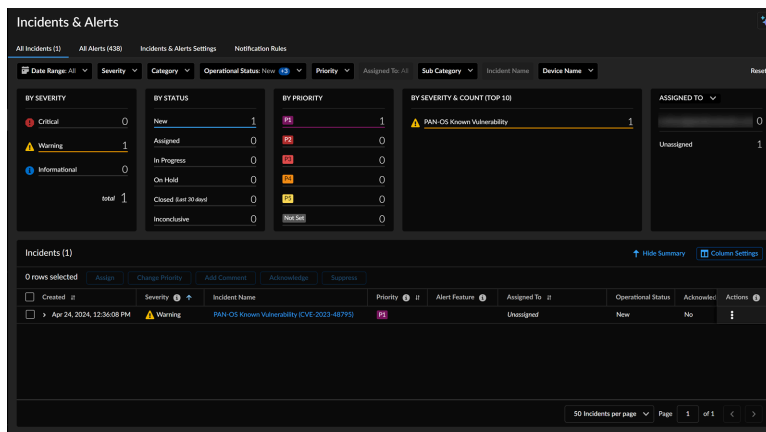 Incidents & Alerts
All Incidents (1) All Alerts (438) Incidents & Alerts Settings Notification Rules
Date Range: All Severity Category Operational Status: New +3 Priority Assigned To: All Sub Category Incident Name Device Name Reset
BY SEVERITY
Critical 0
Warning 1
Informational 0
total 1
BY STATUS
New 1
Assigned 0
In Progress 0
On Hold 0
Closed (Last 30 days) 0
Inconclusive 0
BY PRIORITY
P1 1
P2 0
P3 0
P4 0
P5 0
Not Set 0
BY SEVERITY & COUNT (TOP 10)
PAN-OS Known Vulnerability 1
ASSIGNED TO
0
Unassigned 1
Incidents (1) Hide Summary Column Settings
0 rows selected Assign Change Priority Add Comment Acknowledge Suppress
Created Severity Incident Name Priority Alert Feature Assigned To Operational Status Acknowled Actions
Apr 24, 2024, 12:36:08 PM Warning PAN-OS Known Vulnerability (CVE-2023-48795) P1 Unassigned New No
50 Incidents per page Page 1 of 1